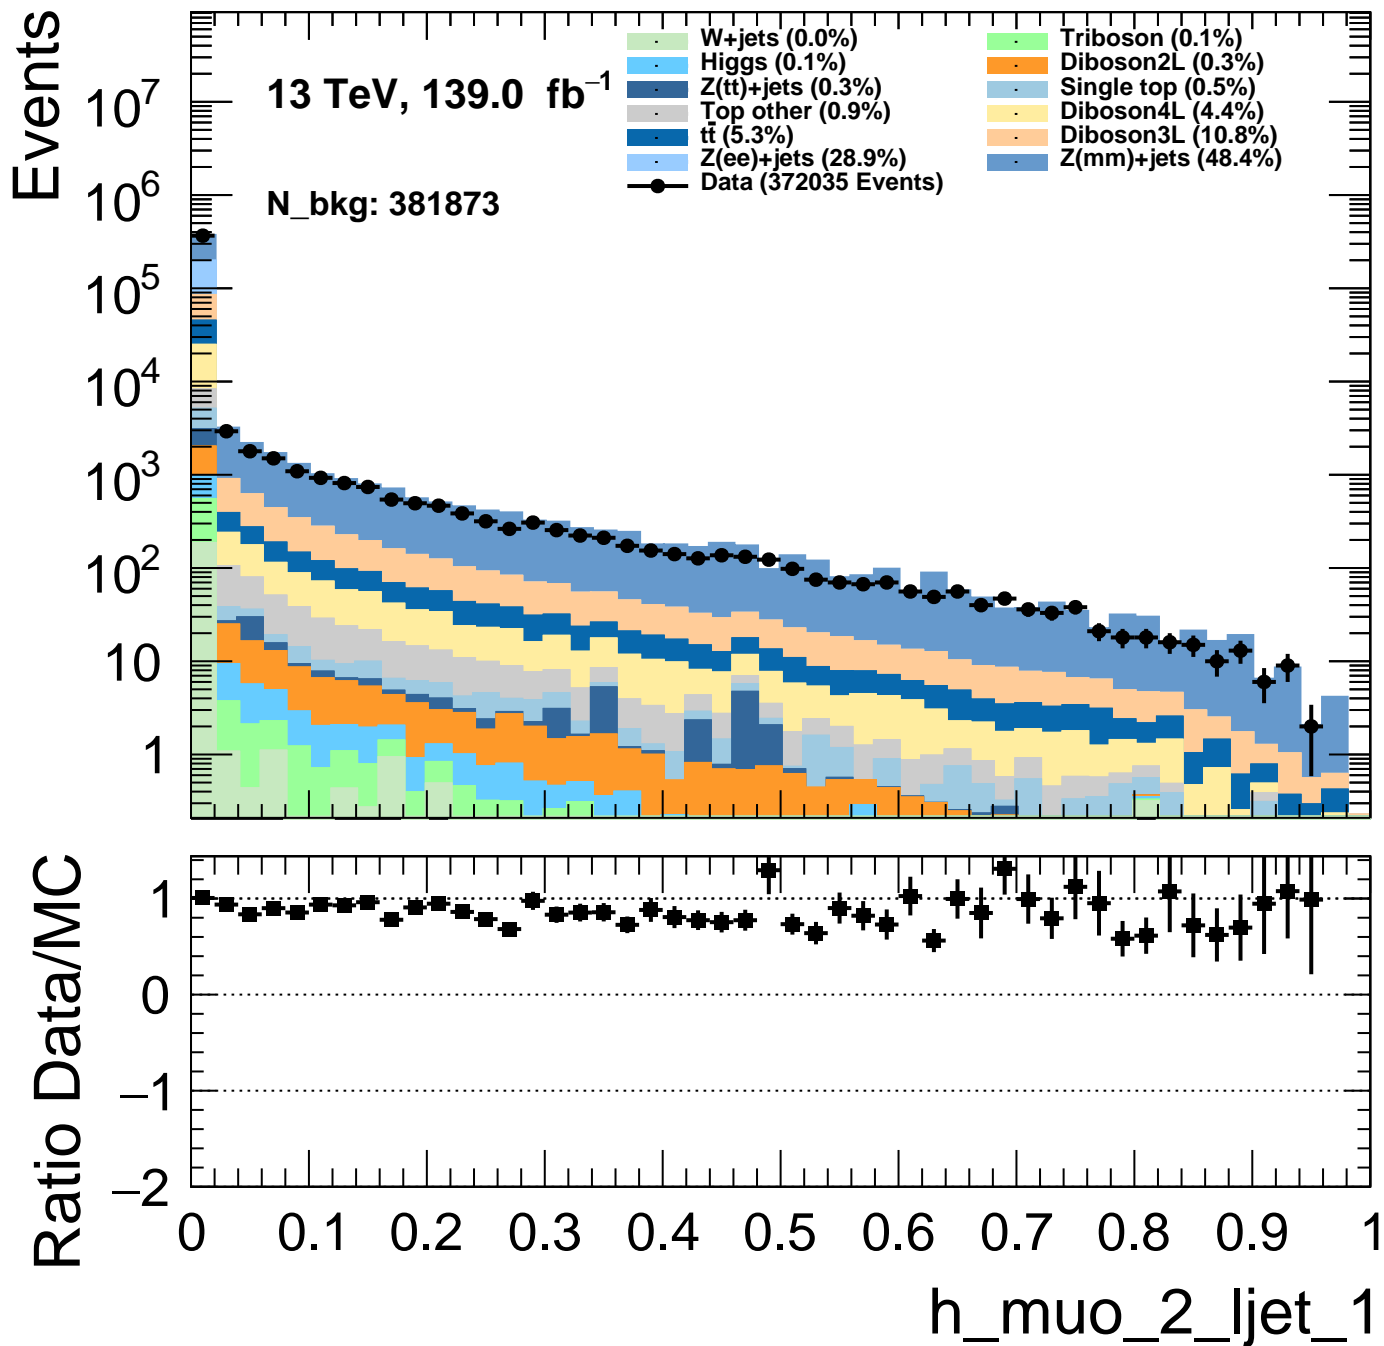 Events
10⁷
10⁶
10⁵
10⁴
10³
10²
10
1
13 TeV, 139.0 fb⁻¹
N_bkg: 381873
W+jets (0.0%)
Higgs (0.1%)
Z(tt)+jets (0.3%)
Top other (0.9%)
tt̄ (5.3%)
Z(ee)+jets (28.9%)
Data (372035 Events)
Triboson (0.1%)
Diboson2L (0.3%)
Single top (0.5%)
Diboson4L (4.4%)
Diboson3L (10.8%)
Z(mm)+jets (48.4%)
Ratio Data/MC
1
0
−1
−2
0 0.1 0.2 0.3 0.4 0.5 0.6 0.7 0.8 0.9 1
h_muo_2_ljet_1